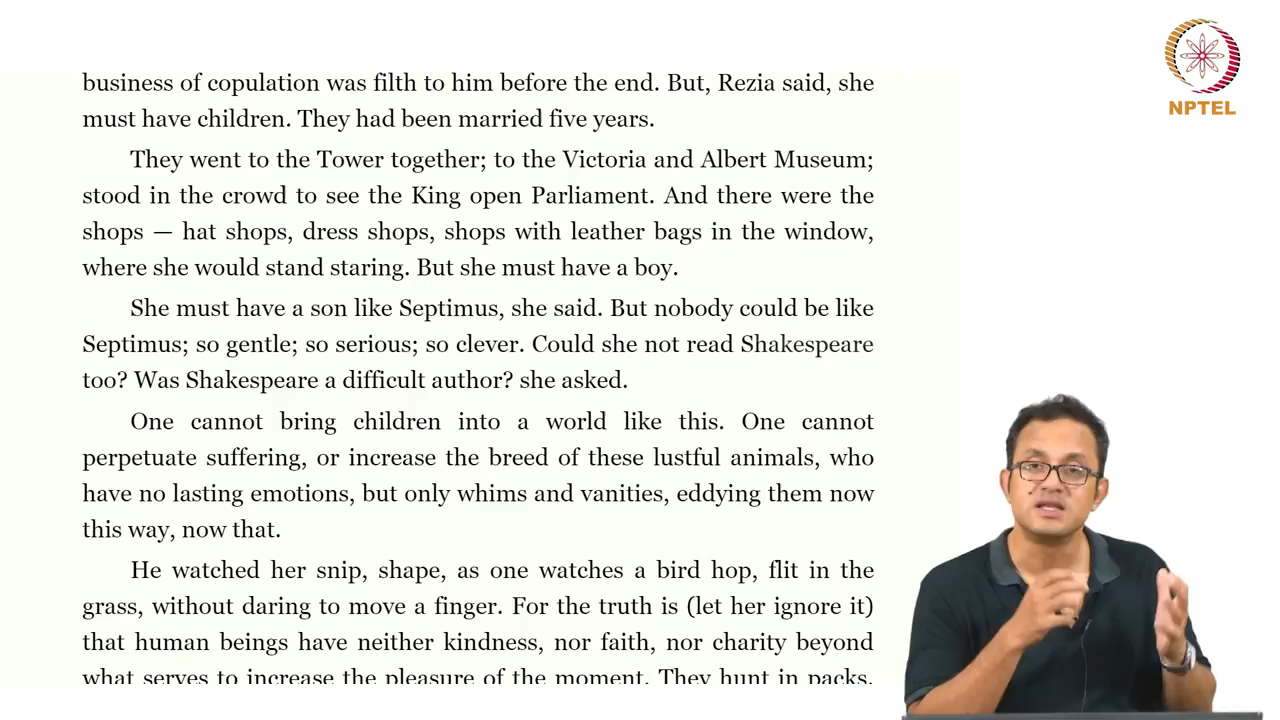 business of copulation was filth to him before the end. But, Rezia said, she
must have children. They had been married five years.
They went to the Tower together; to the Victoria and Albert Museum;
stood in the crowd to see the King open Parliament. And there were the
shops — hat shops, dress shops, shops with leather bags in the window,
where she would stand staring. But she must have a boy.
She must have a son like Septimus, she said. But nobody could be like
Septimus; so gentle; so serious; so clever. Could she not read Shakespeare
too? Was Shakespeare a difficult author? she asked.
One cannot bring children into a world like this. One cannot
perpetuate suffering, or increase the breed of these lustful animals, who
have no lasting emotions, but only whims and vanities, eddying them now
this way, now that.
He watched her snip, shape, as one watches a bird hop, flit in the
grass, without daring to move a finger. For the truth is (let her ignore it)
that human beings have neither kindness, nor faith, nor charity beyond
what serves to increase the pleasure of the moment. They hunt in packs.
NPTEL